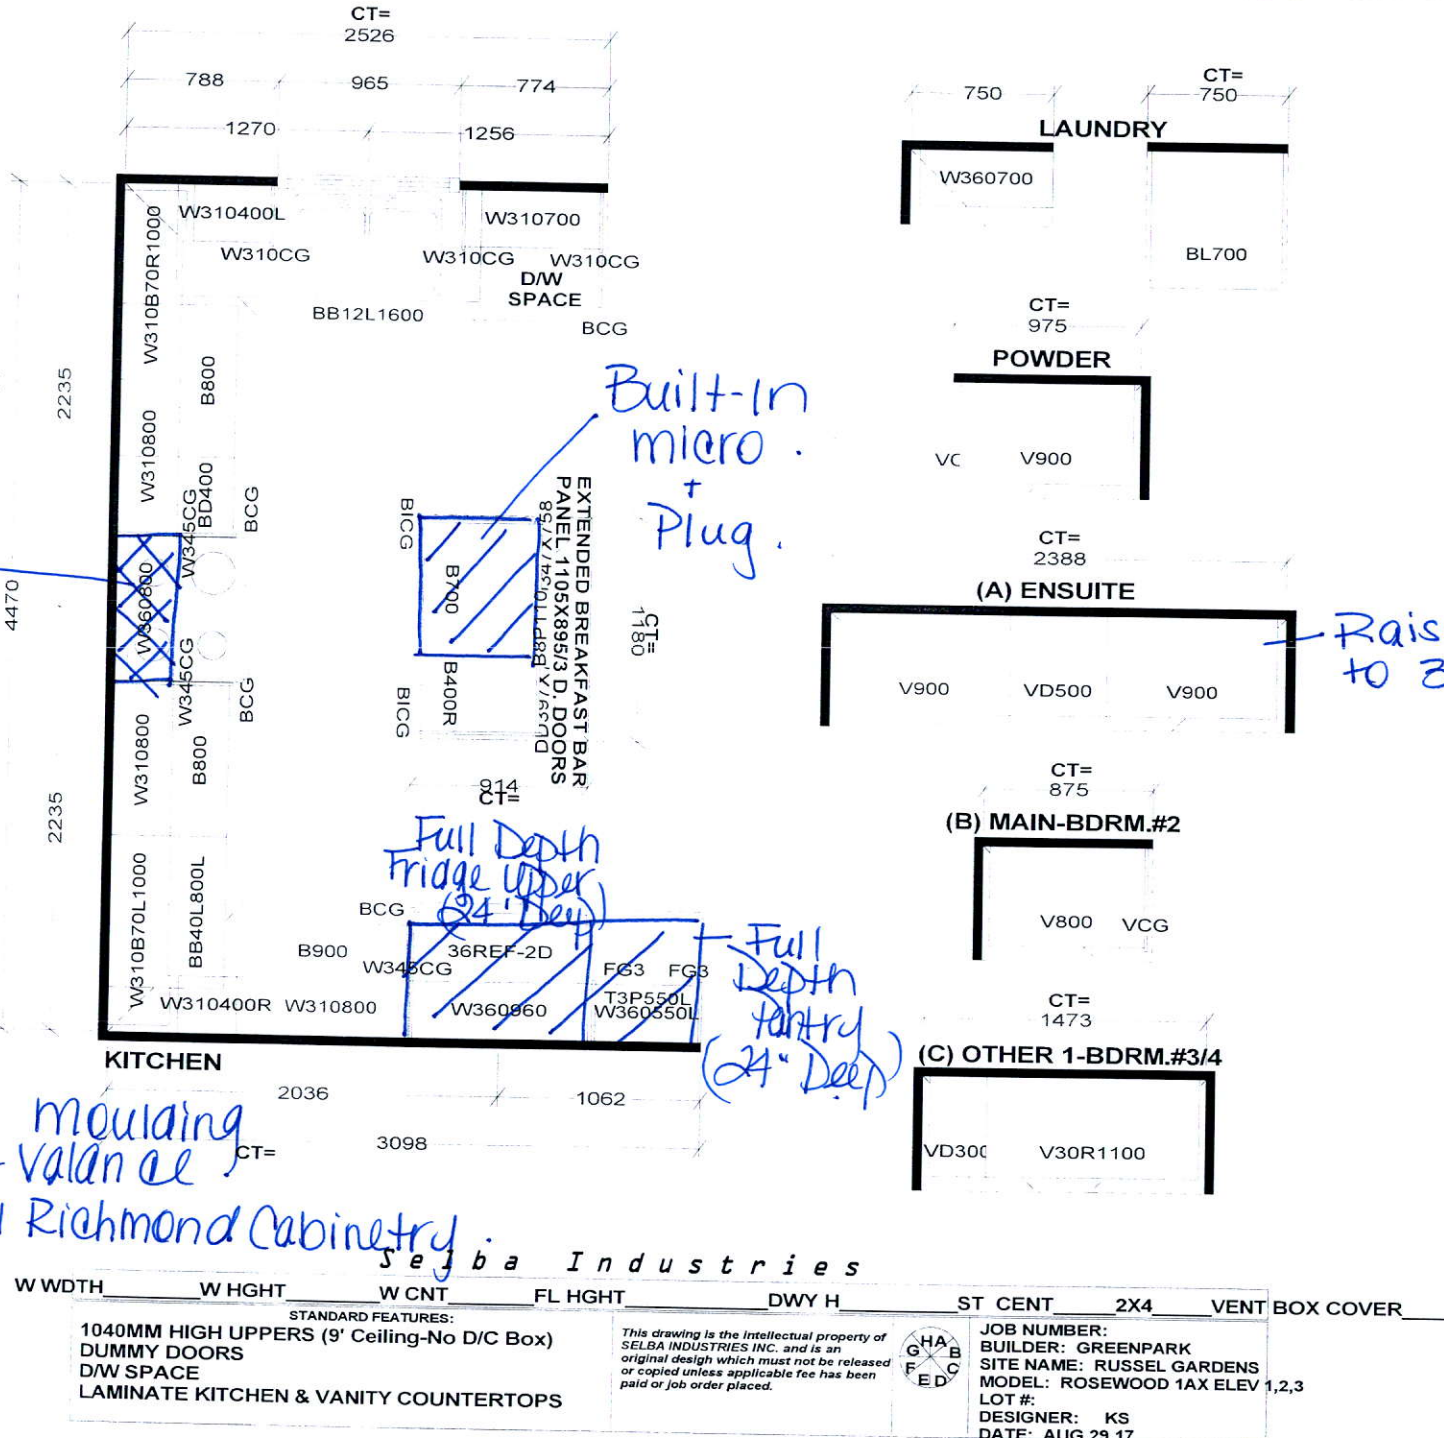 CT=
2526
788 965 774
1270 1256
W310400L
W310700
W310CG
W310CG
W310CG
D/W
SPACE
BB12L1600
BCG
W310B70R1000
B800
W310800
BD400
W345CG
BCG
W360800
W345CG
BCG
W310800
B800
W310B70L1000
BB40L800L
2235
4470
2235
Built-In
micro.
+
Plug.
BICG
B700
B400R
BICG
EXTENDED BREAKFAST BAR
PANEL 1105X895/3 D. DOORS
CT=
1180
914
CT=
Full Depth
Fridge Upper
(24" Deep)
BCG
B900
W345CG
36REF-2D
FG3 FG3
T3P550L
W310400R W310800 W360960 W360550L
Full
Depth
Pantry
(24" Deep)
KITCHEN
2036 1062
CT= 3098
moulding
Valance
Richmond Cabinetry.
750
CT=
750
LAUNDRY
W360700
BL700
CT=
975
POWDER
V900
CT=
2388
(A) ENSUITE
V900 VD500 V900
Rais
to
CT=
875
(B) MAIN-BDRM.#2
V800 VCG
CT=
1473
(C) OTHER 1-BDRM.#3/4
VD300 V30R1100
Selba Industries
W WDTH W HGHT W CNT FL HGHT DWY H ST CENT 2X4 VENT BOX COVER
STANDARD FEATURES:
1040MM HIGH UPPERS (9' Ceiling-No D/C Box)
DUMMY DOORS
D/W SPACE
LAMINATE KITCHEN & VANITY COUNTERTOPS
This drawing is the intellectual property of
SELBA INDUSTRIES INC. and is an
original desigh which must not be released
or copied unless applicable fee has been
paid or job order placed.
H A B C D E F G
JOB NUMBER:
BUILDER: GREENPARK
SITE NAME: RUSSEL GARDENS
MODEL: ROSEWOOD 1AX ELEV 1,2,3
LOT #:
DESIGNER: KS
DATE: AUG 29 17